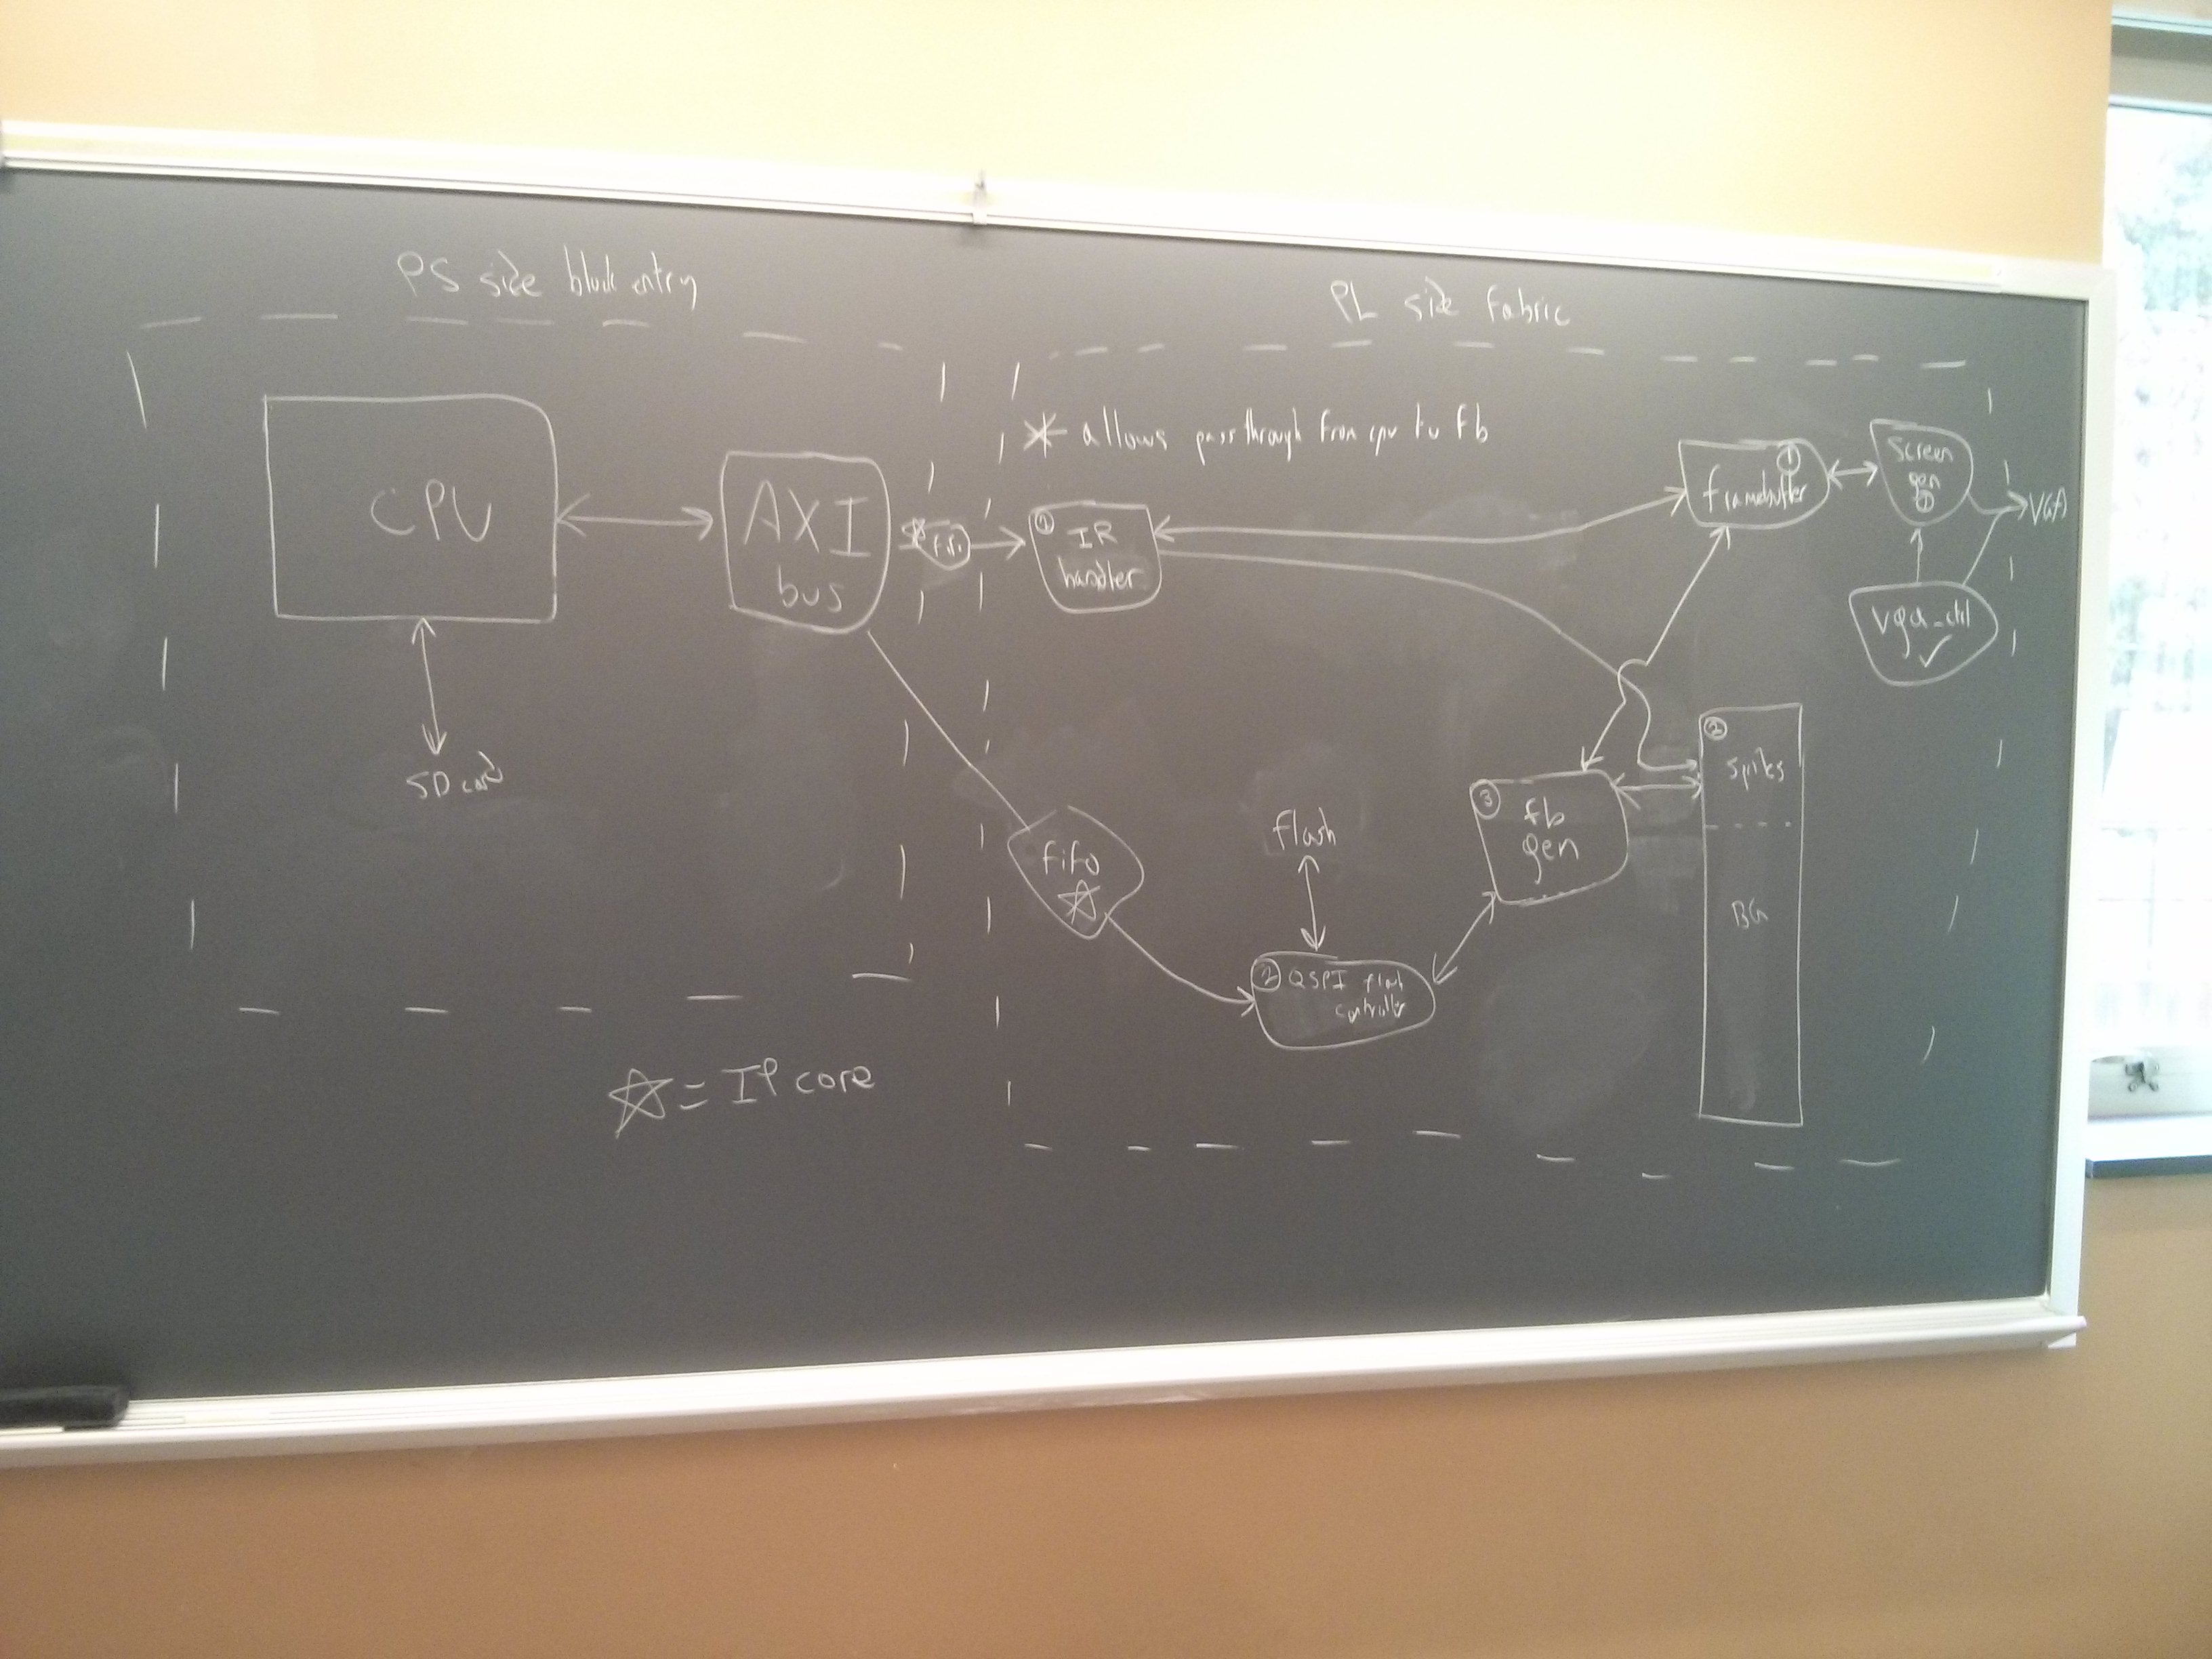 PS side block entry
PL side fabric
* allows pass through from cpu to fb
CPU
AXI
bus
fifo
②
IR
handler
①
framebuffer
screen
gen
①
VGA
vga_ctrl
✓
SD card
②
sprites
BG
③
fb
gen
flash
fifo
☆
② QSPI flash
controller
☆ = IP core